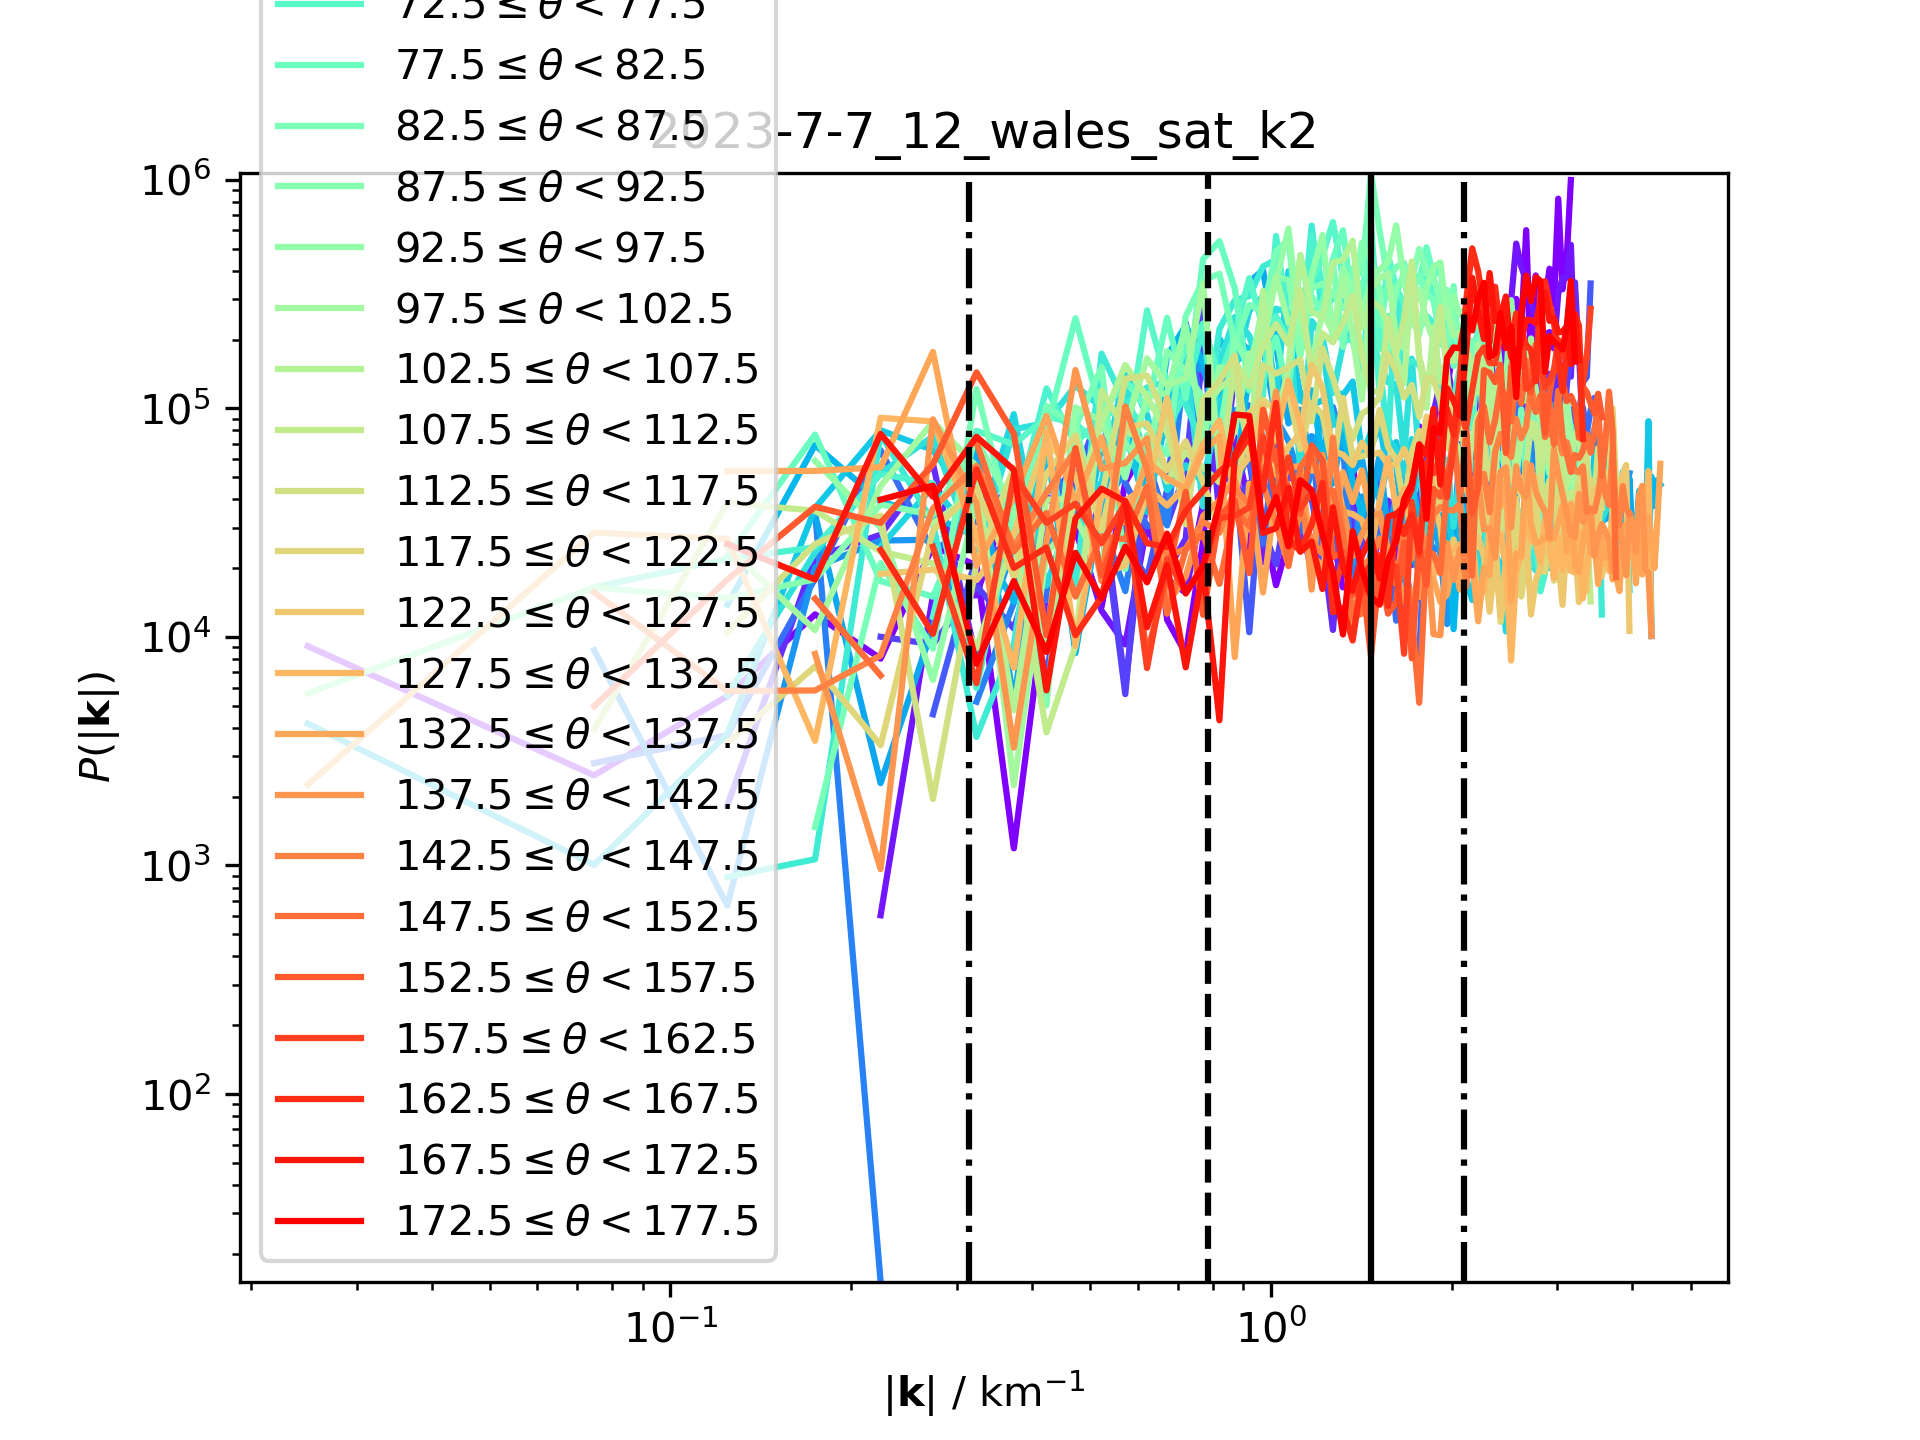 72.5 ≤ θ < 77.5
77.5 ≤ θ < 82.5
82.5 ≤ θ < 87.5
2023-7-7_12_wales_sat_k2
87.5 ≤ θ < 92.5
92.5 ≤ θ < 97.5
97.5 ≤ θ < 102.5
102.5 ≤ θ < 107.5
107.5 ≤ θ < 112.5
112.5 ≤ θ < 117.5
117.5 ≤ θ < 122.5
122.5 ≤ θ < 127.5
127.5 ≤ θ < 132.5
132.5 ≤ θ < 137.5
137.5 ≤ θ < 142.5
142.5 ≤ θ < 147.5
147.5 ≤ θ < 152.5
152.5 ≤ θ < 157.5
157.5 ≤ θ < 162.5
162.5 ≤ θ < 167.5
167.5 ≤ θ < 172.5
172.5 ≤ θ < 177.5
10⁶
10⁵
10⁴
10³
10²
P(|k|)
10⁻¹
10⁰
|k| / km⁻¹